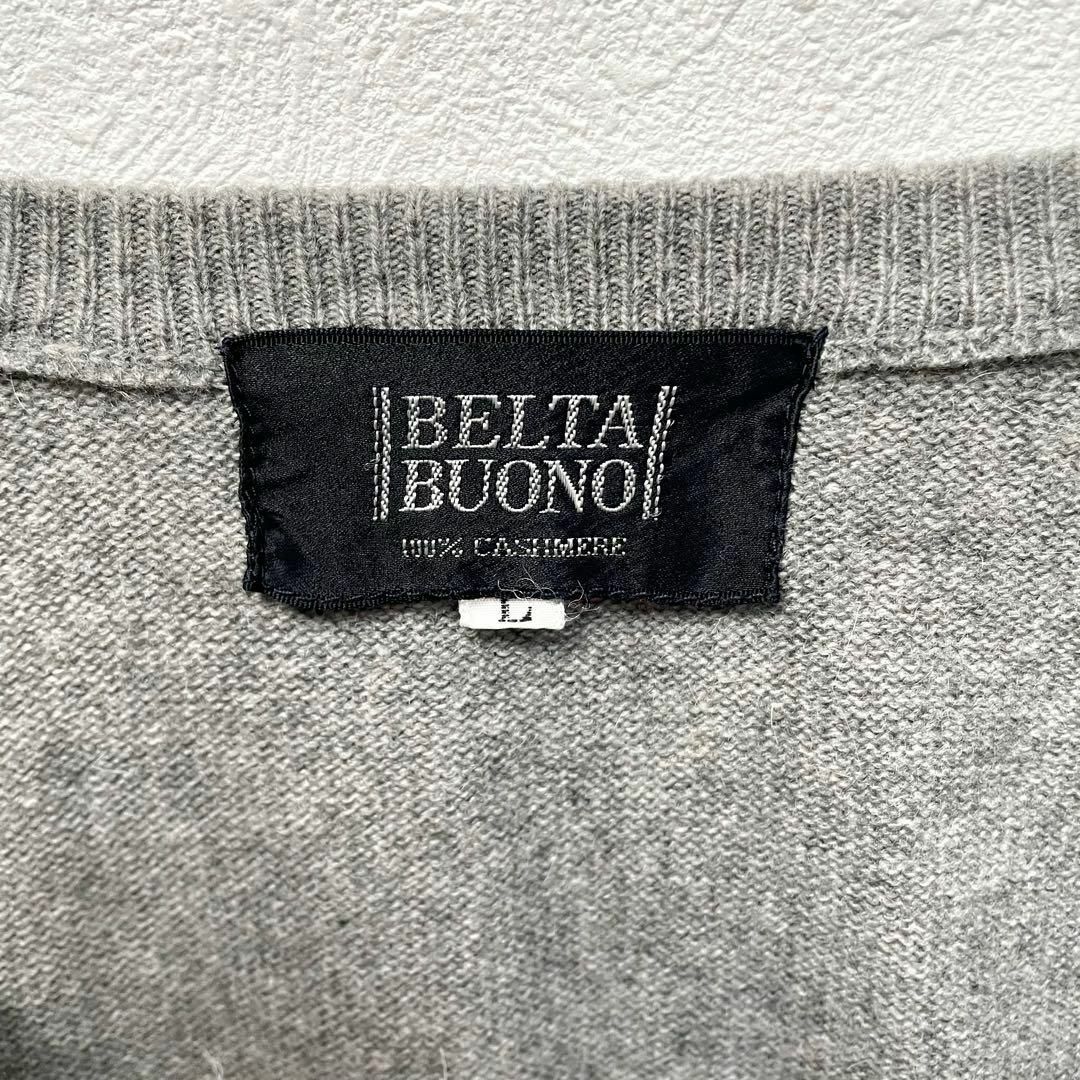 BELTA
BUONO
100% CASHMERE
L